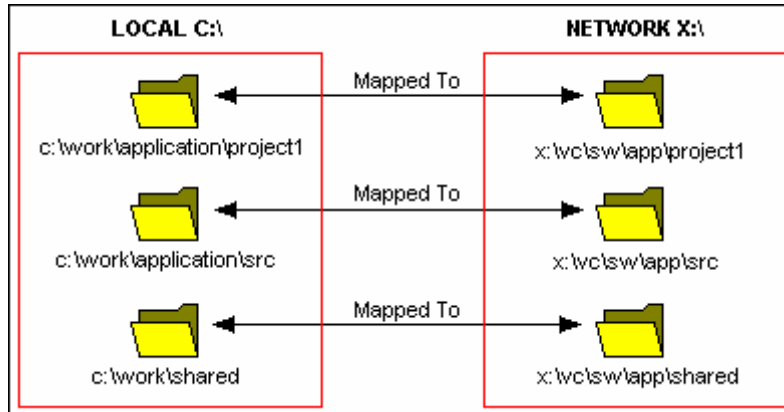 LOCAL C:\ NETWORK X:\
Mapped To
c:\work\application\project1 x:\vc\sw\app\project1
Mapped To
c:\work\application\src x:\vc\sw\app\src
Mapped To
c:\work\shared x:\vc\sw\app\shared